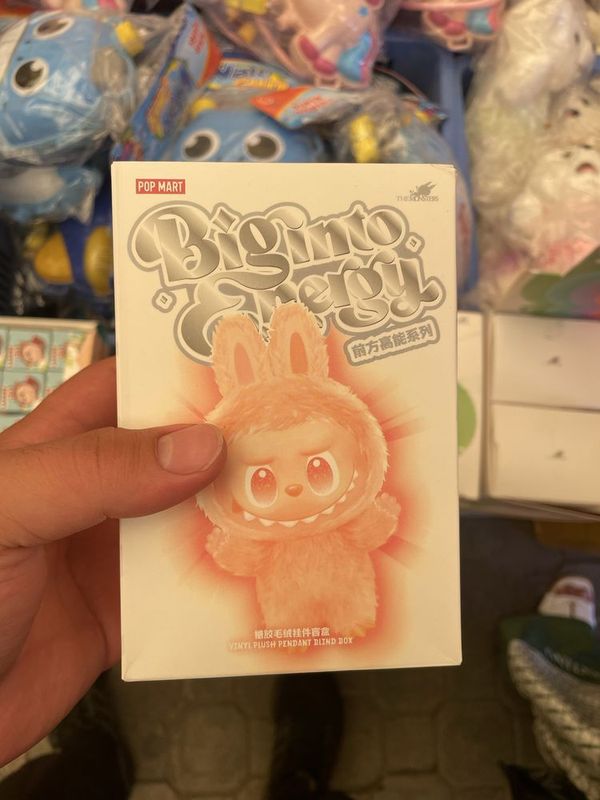 POP MART
THE MONSTERS
Big into
Energy
前方高能系列
搪胶毛绒挂件盲盒
VINYL PLUSH PENDANT BLIND BOX